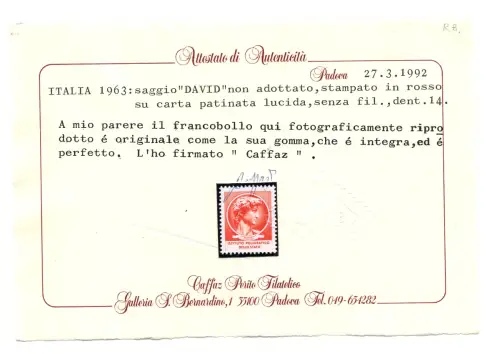 R.B.
Attestato di Autenticità
Padova 27.3.1992
ITALIA 1963:saggio"DAVID"non adottato,stampato in rosso
su carta patinata lucida,senza fil.,dent.14.
A mio parere il francobollo qui fotograficamente ripro
dotto é originale come la sua gomma,che é integra,ed é
perfetto. L'ho firmato " Caffaz " .
ISTITUTO POLIGRAFICO
DELLO STATO
Caffaz Perito Filatelico
Galleria S. Bernardino,1 35100 Padova Tel. 049-651282